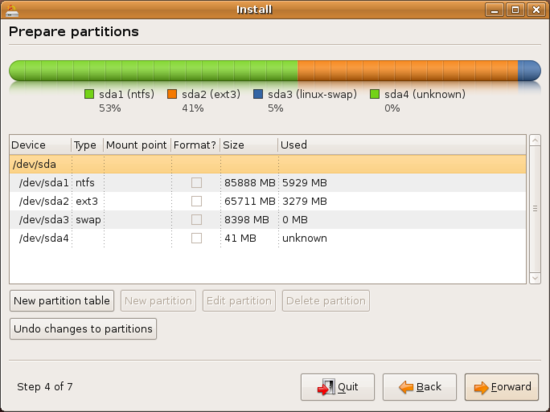 Install
Prepare partitions
sda1 (ntfs) sda2 (ext3) sda3 (linux-swap) sda4 (unknown)
53% 41% 5% 0%
Device Type Mount point Format? Size Used
/dev/sda
/dev/sda1 ntfs 85888 MB 5929 MB
/dev/sda2 ext3 65711 MB 3279 MB
/dev/sda3 swap 8398 MB 0 MB
/dev/sda4 41 MB unknown
New partition table New partition Edit partition Delete partition
Undo changes to partitions
Step 4 of 7 Quit Back Forward